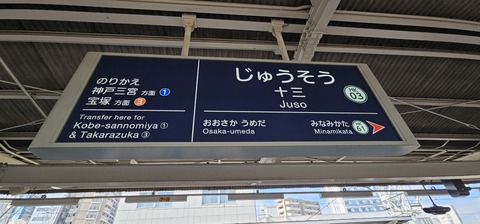 のりかえ
神戸三宮 方面 1
宝塚 方面 3
Transfer here for
Kobe-sannomiya ①
& Takarazuka ③
じゅうそう
十三
Juso
HK
03
おおさか うめだ
Osaka-umeda
みなみかた
Minamikata
HK
61